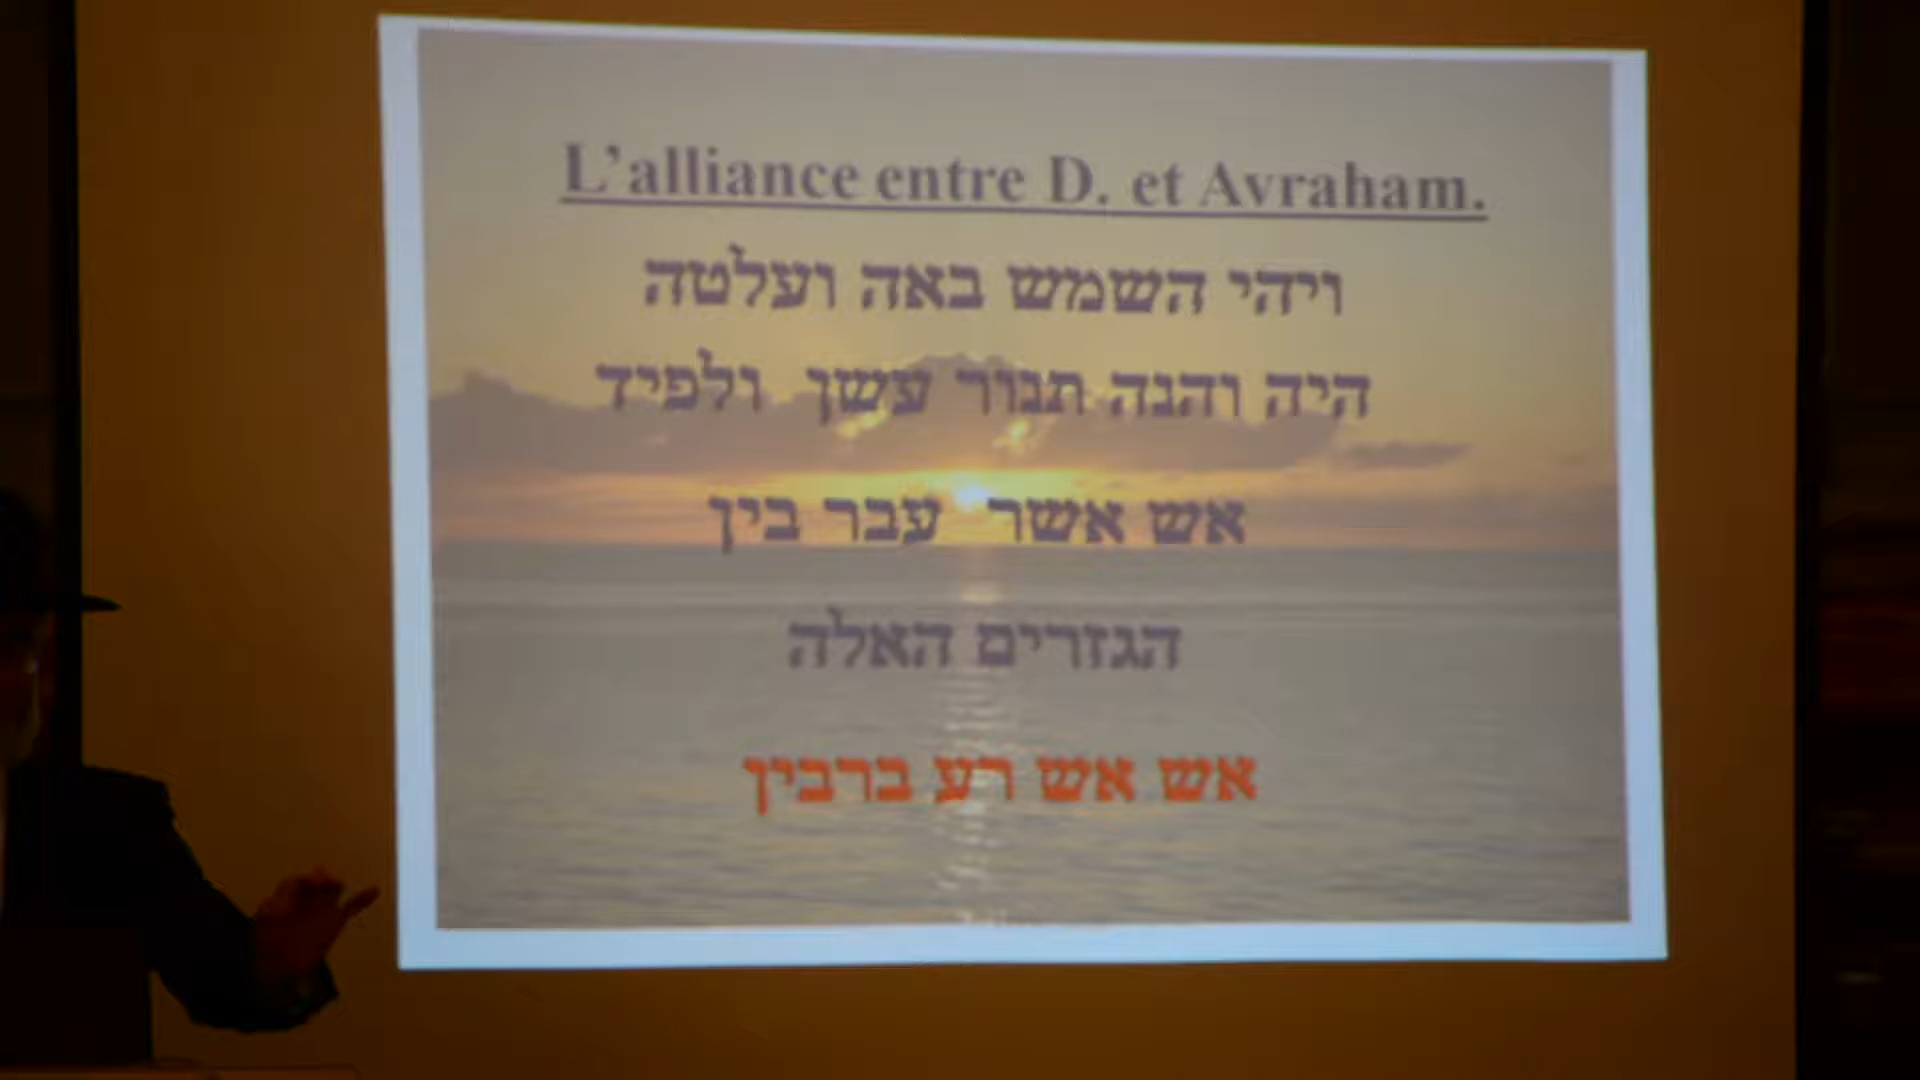 L'alliance entre D. et Avraham.
ויהי השמש באה ועלטה
היה והנה תנור עשן ולפיד
אש אשר עבר בין
הגזרים האלה
אש אש רע ברבין